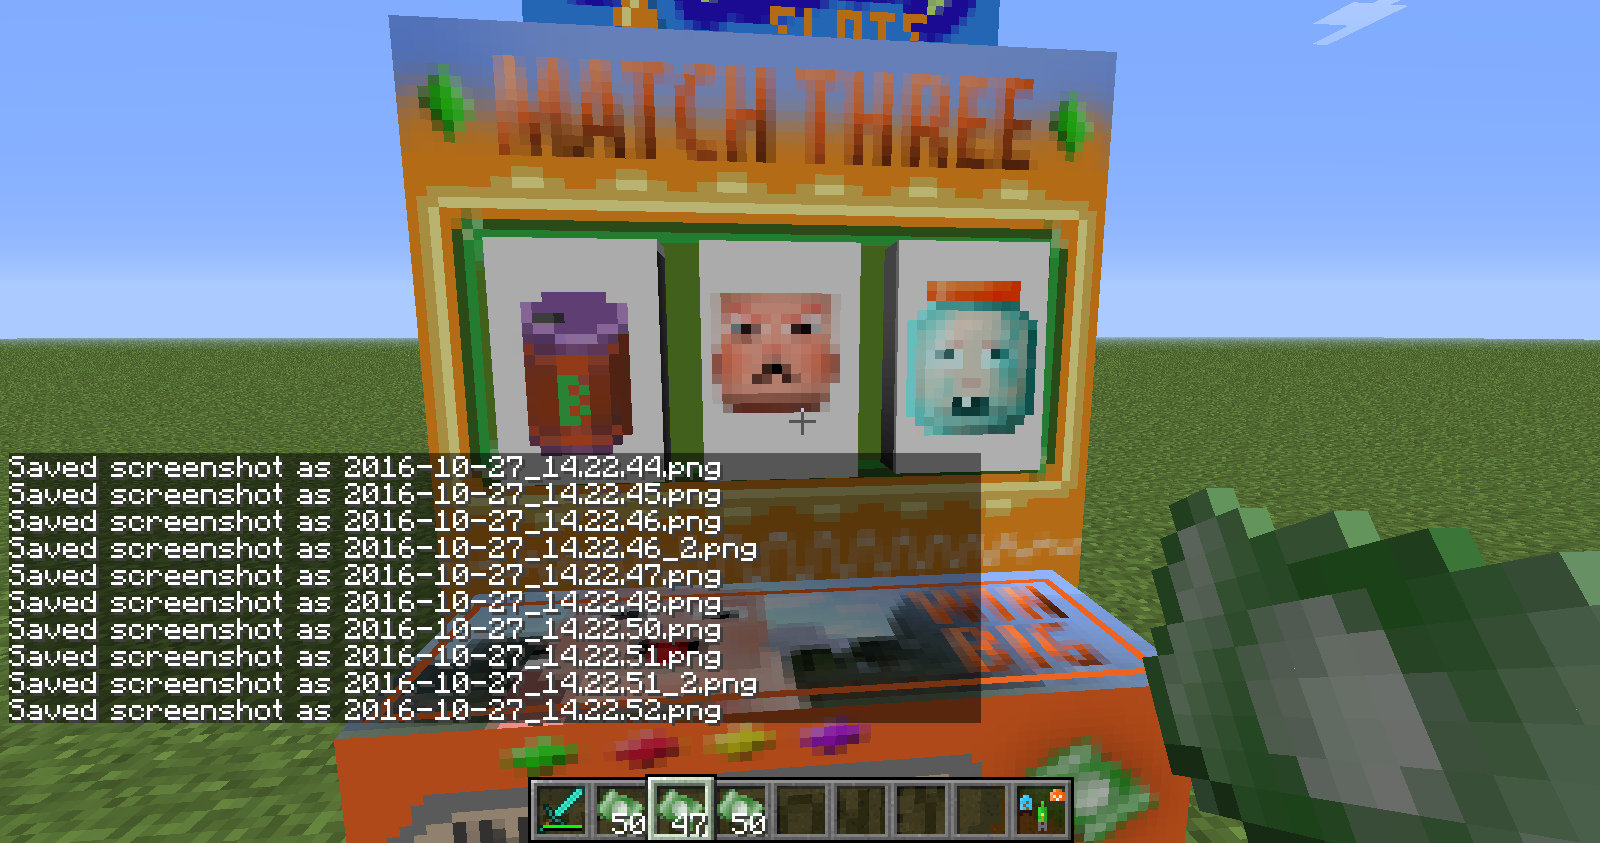 SLOTS
MATCH THREE
B
Saved screenshot as 2016-10-27_14.22.44.png
Saved screenshot as 2016-10-27_14.22.45.png
Saved screenshot as 2016-10-27_14.22.46.png
Saved screenshot as 2016-10-27_14.22.46_2.png
Saved screenshot as 2016-10-27_14.22.47.png
Saved screenshot as 2016-10-27_14.22.48.png
Saved screenshot as 2016-10-27_14.22.50.png
Saved screenshot as 2016-10-27_14.22.51.png
Saved screenshot as 2016-10-27_14.22.51_2.png
Saved screenshot as 2016-10-27_14.22.52.png
WIN
BIG
50 47 50